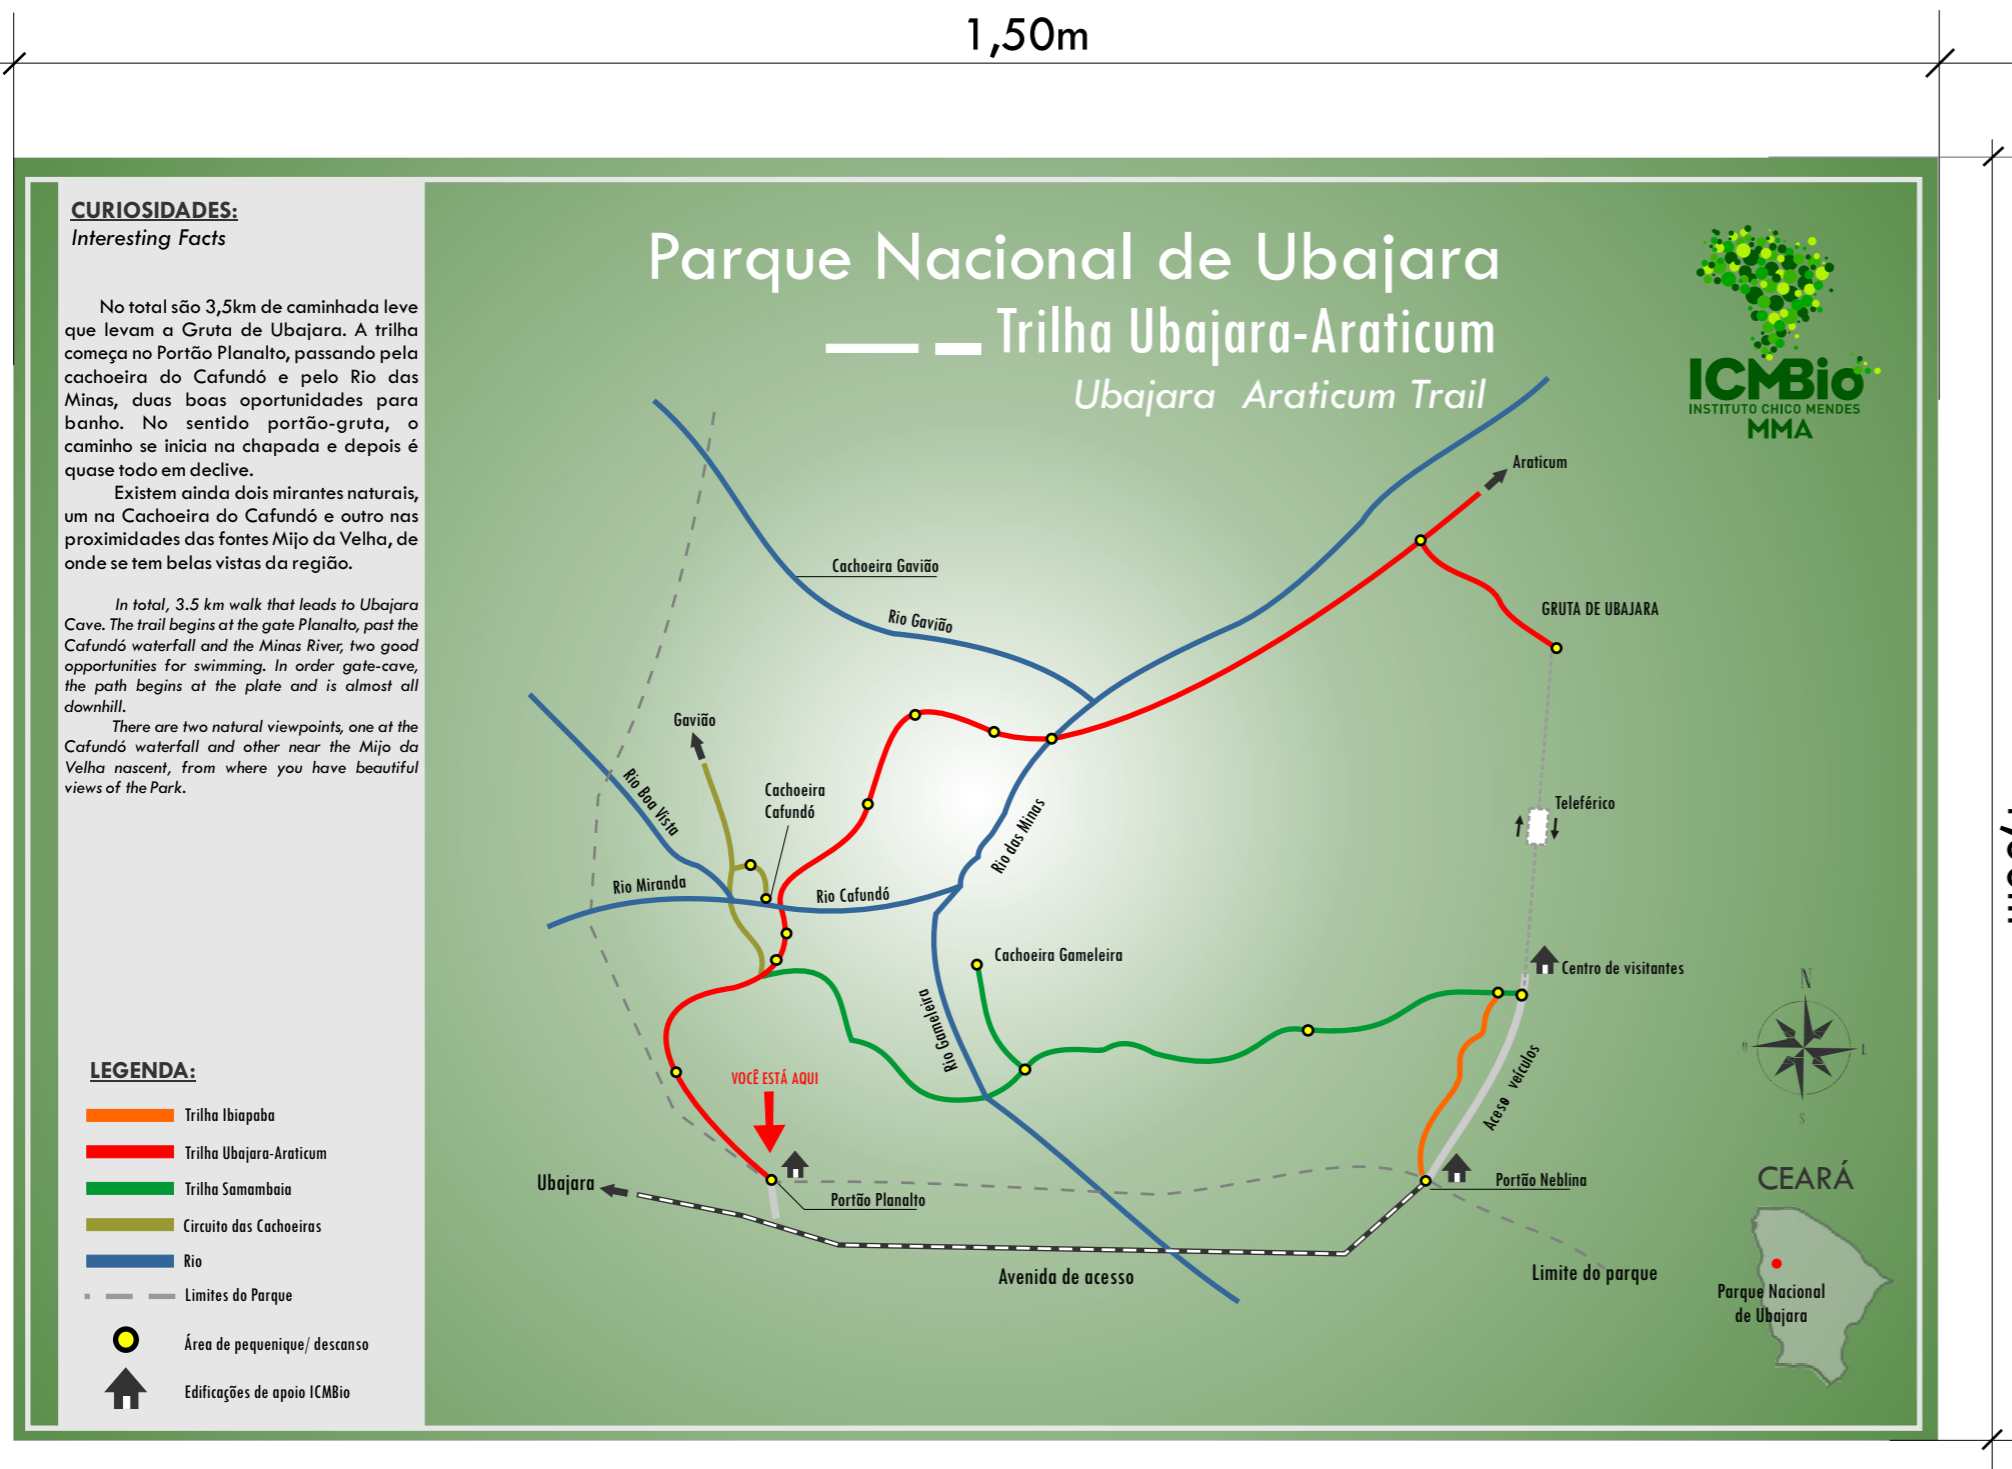 1,50m
CURIOSIDADES:
Interesting Facts
No total são 3,5km de caminhada leve
que levam a Gruta de Ubajara. A trilha
começa no Portão Planalto, passando pela
cachoeira do Cafundó e pelo Rio das
Minas, duas boas oportunidades para
banho. No sentido portão-gruta, o
caminho se inicia na chapada e depois é
quase todo em declive.
Existem ainda dois mirantes naturais,
um na Cachoeira do Cafundó e outro nas
proximidades das fontes Mijo da Velha, de
onde se tem belas vistas da região.
In total, 3.5 km walk that leads to Ubajara
Cave. The trail begins at the gate Planalto, past the
Cafundó waterfall and the Minas River, two good
opportunities for swimming. In order gate-cave,
the path begins at the plate and is almost all
downhill.
There are two natural viewpoints, one at the
Cafundó waterfall and other near the Mijo da
Velha nascent, from where you have beautiful
views of the Park.
LEGENDA:
Trilha Ibiapaba
Trilha Ubajara-Araticum
Trilha Samambaia
Circuito das Cachoeiras
Rio
Limites do Parque
Área de pequenique/ descanso
Edificações de apoio ICMBio
Parque Nacional de Ubajara
Trilha Ubajara-Araticum
Ubajara Araticum Trail
ICMBio
INSTITUTO CHICO MENDES
MMA
Araticum
Cachoeira Gavião
Rio Gavião
GRUTA DE UBAJARA
Gavião
Rio Boa Vista
Cachoeira
Cafundó
Rio das Minas
Teleférico
Rio Miranda
Rio Cafundó
Cachoeira Gameleira
Centro de visitantes
Rio Gameleira
Aceso veículos
VOCÊ ESTÁ AQUI
Ubajara
Portão Planalto
Portão Neblina
Avenida de acesso
Limite do parque
N
O
L
S
CEARÁ
Parque Nacional
de Ubajara